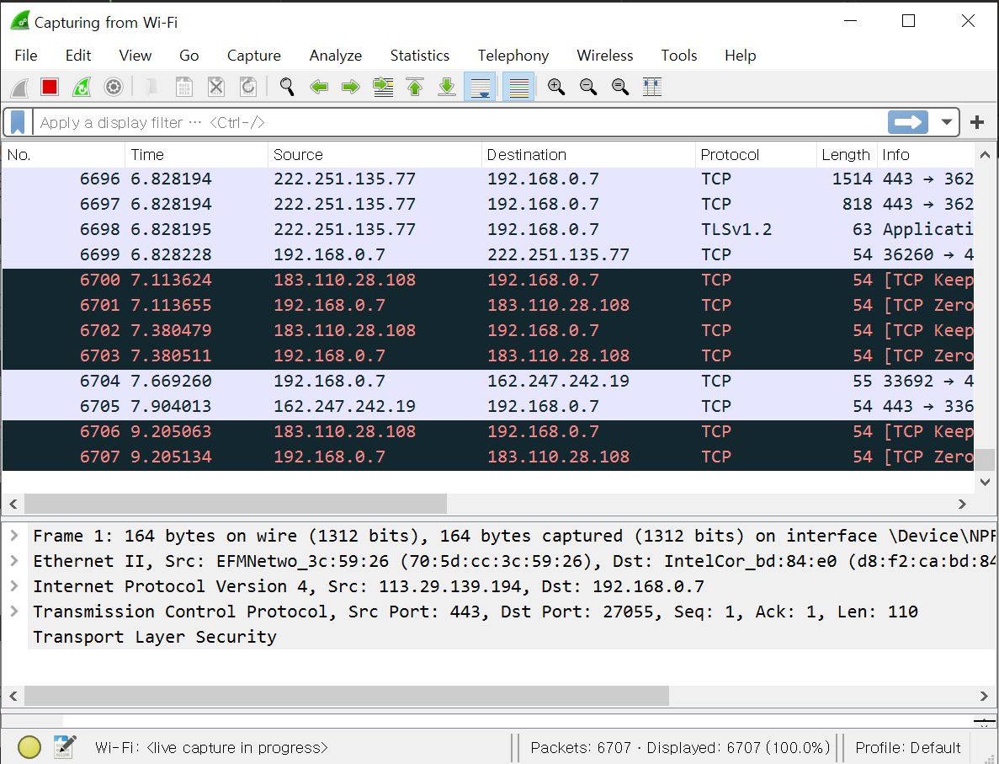 Capturing from Wi-Fi
File Edit View Go Capture Analyze Statistics Telephony Wireless Tools Help
Apply a display filter ··· <Ctrl-/>
No. Time Source Destination Protocol Length Info
6696 6.828194 222.251.135.77 192.168.0.7 TCP 1514 443 → 362
6697 6.828194 222.251.135.77 192.168.0.7 TCP 818 443 → 362
6698 6.828195 222.251.135.77 192.168.0.7 TLSv1.2 63 Applicati
6699 6.828228 192.168.0.7 222.251.135.77 TCP 54 36260 → 4
6700 7.113624 183.110.28.108 192.168.0.7 TCP 54 [TCP Keep
6701 7.113655 192.168.0.7 183.110.28.108 TCP 54 [TCP Zero
6702 7.380479 183.110.28.108 192.168.0.7 TCP 54 [TCP Keep
6703 7.380511 192.168.0.7 183.110.28.108 TCP 54 [TCP Zero
6704 7.669260 192.168.0.7 162.247.242.19 TCP 55 33692 → 4
6705 7.904013 162.247.242.19 192.168.0.7 TCP 54 443 → 336
6706 9.205063 183.110.28.108 192.168.0.7 TCP 54 [TCP Keep
6707 9.205134 192.168.0.7 183.110.28.108 TCP 54 [TCP Zero
Frame 1: 164 bytes on wire (1312 bits), 164 bytes captured (1312 bits) on interface \Device\NPF
Ethernet II, Src: EFMNetwo_3c:59:26 (70:5d:cc:3c:59:26), Dst: IntelCor_bd:84:e0 (d8:f2:ca:bd:84
Internet Protocol Version 4, Src: 113.29.139.194, Dst: 192.168.0.7
Transmission Control Protocol, Src Port: 443, Dst Port: 27055, Seq: 1, Ack: 1, Len: 110
Transport Layer Security
Wi-Fi: <live capture in progress> Packets: 6707 · Displayed: 6707 (100.0%) Profile: Default